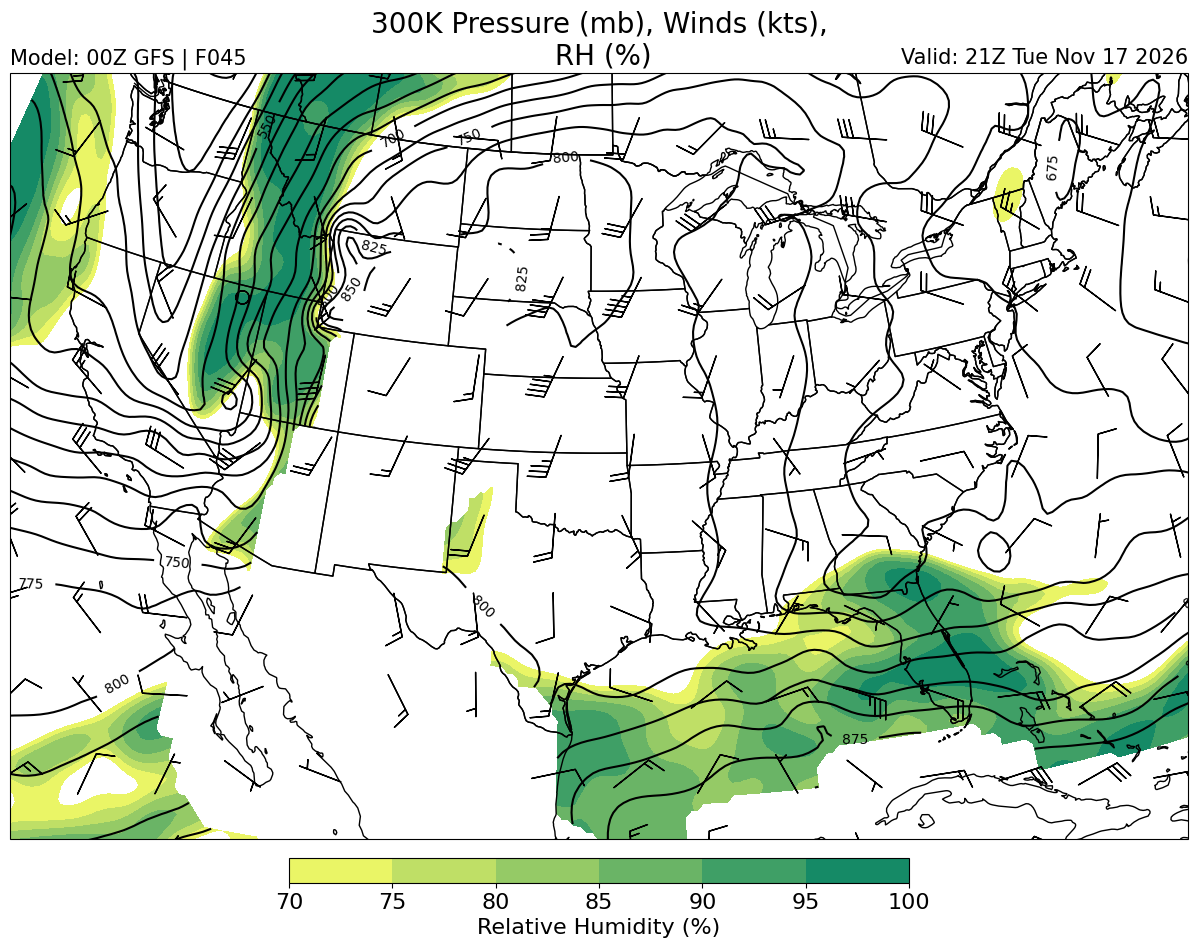 300K Pressure (mb), Winds (kts),
RH (%)
Model: 00Z GFS | F045
Valid: 21Z Tue Nov 17 2026
550
700
750
800
675
825
825
850
750
775
800
800
875
70 75 80 85 90 95 100
Relative Humidity (%)